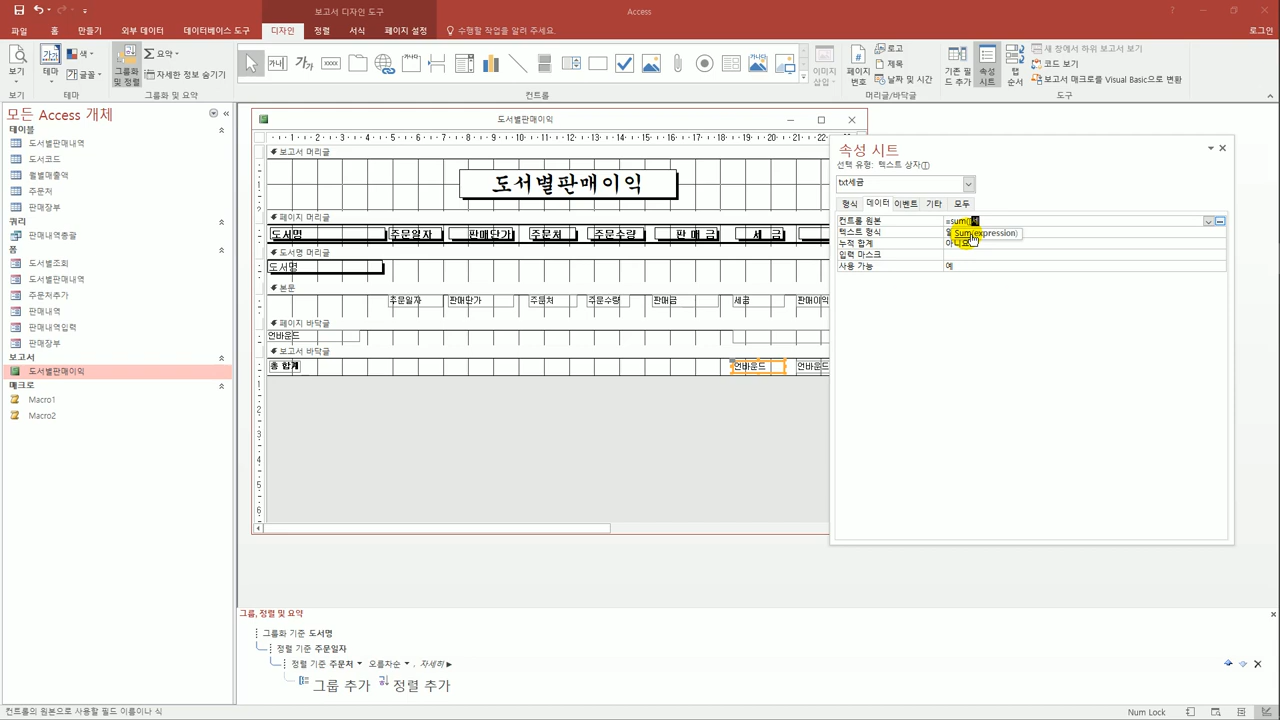 보고서 디자인 도구
Access
파일 홈 만들기 외부 데이터 데이터베이스 도구 디자인 정렬 서식 페이지 설정 수행할 작업을 알려 주세요.
로그인
보기
테마
색
글꼴
그룹화 및 정렬
요약
자세한 정보 숨기기
이미지 삽입
페이지 번호
로고
제목
날짜 및 시간
기존 필드 추가
속성 시트
탭 순서
새 창에서 하위 보고서 보기
코드 보기
보고서 매크로를 Visual Basic으로 변환
보기 테마 그룹화 및 요약 컨트롤 머리글/바닥글 도구
모든 Access 개체
테이블
도서별판매내역
도서코드
월별매출액
주문처
판매장부
쿼리
판매내역총괄
폼
도서별조회
도서별판매내역
주문처추가
판매내역
판매내역입력
판매장부
보고서
도서별판매이익
매크로
Macro1
Macro2
도서별판매이익
보고서 머리글
도서별판매이익
페이지 머리글
도서명 주문일자 판매단가 주문처 주문수량 판 매 금 세 금
도서명 머리글
도서명
본문
주문일자 판매단가 주문처 주문수량 판매금 세금 판매이익
페이지 바닥글
언바운드
보고서 바닥글
총 합계 언바운드 언바운드
속성 시트
선택 유형: 텍스트 상자(T)
txt세금
형식 데이터 이벤트 기타 모두
컨트롤 원본
텍스트 형식
Sum(expression)
누적 합계 아니요
입력 마스크
사용 가능 예
그룹, 정렬 및 요약
그룹화 기준 도서명
정렬 기준 주문일자
정렬 기준 주문처 오름차순 , 자세히
그룹 추가 정렬 추가
컨트롤의 원본으로 사용할 필드 이름이나 식
Num Lock